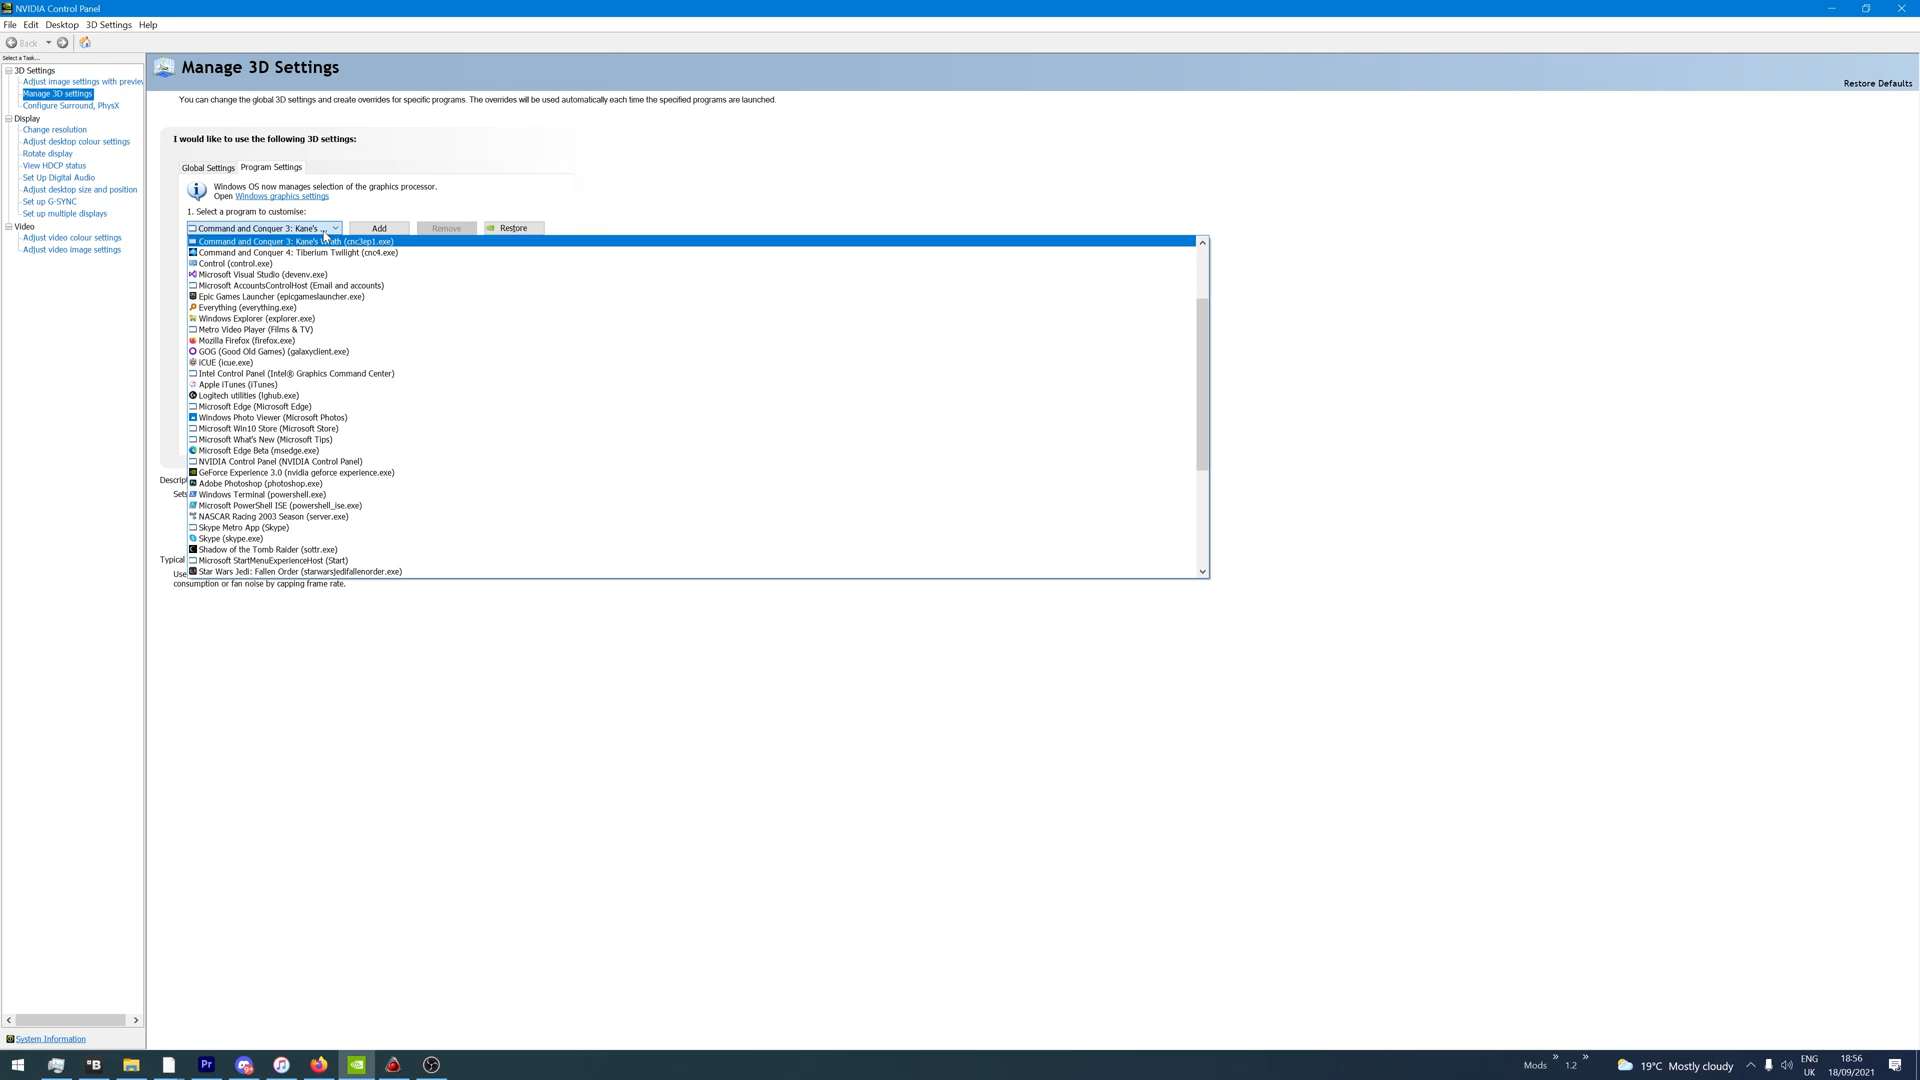 NVIDIA Control Panel
File Edit Desktop 3D Settings Help
Back
Select a Task...
3D Settings
Adjust image settings with preview
Manage 3D settings
Configure Surround, PhysX
Display
Change resolution
Adjust desktop colour settings
Rotate display
View HDCP status
Set Up Digital Audio
Adjust desktop size and position
Set up G-SYNC
Set up multiple displays
Video
Adjust video colour settings
Adjust video image settings
System Information
Manage 3D Settings
Restore Defaults
You can change the global 3D settings and create overrides for specific programs. The overrides will be used automatically each time the specified programs are launched.
I would like to use the following 3D settings:
Global Settings Program Settings
Windows OS now manages selection of the graphics processor.
Open Windows graphics settings
1. Select a program to customise:
Command and Conquer 3: Kane's ... Add Remove Restore
Command and Conquer 3: Kane's Wrath (cnc3ep1.exe)
Command and Conquer 4: Tiberium Twilight (cnc4.exe)
Control (control.exe)
Microsoft Visual Studio (devenv.exe)
Microsoft AccountsControlHost (Email and accounts)
Epic Games Launcher (epicgameslauncher.exe)
Everything (everything.exe)
Windows Explorer (explorer.exe)
Metro Video Player (Films & TV)
Mozilla Firefox (firefox.exe)
GOG (Good Old Games) (galaxyclient.exe)
iCUE (icue.exe)
Intel Control Panel (Intel® Graphics Command Center)
Apple iTunes (iTunes)
Logitech utilities (lghub.exe)
Microsoft Edge (Microsoft Edge)
Windows Photo Viewer (Microsoft Photos)
Microsoft Win10 Store (Microsoft Store)
Microsoft What's New (Microsoft Tips)
Microsoft Edge Beta (msedge.exe)
NVIDIA Control Panel (NVIDIA Control Panel)
GeForce Experience 3.0 (nvidia geforce experience.exe)
Adobe Photoshop (photoshop.exe)
Windows Terminal (powershell.exe)
Microsoft PowerShell ISE (powershell_ise.exe)
NASCAR Racing 2003 Season (server.exe)
Skype Metro App (Skype)
Skype (skype.exe)
Shadow of the Tomb Raider (sottr.exe)
Microsoft StartMenuExperienceHost (Start)
Star Wars Jedi: Fallen Order (starwarsjedifallenorder.exe)
Descrip
Sets
Typical
Use
consumption or fan noise by capping frame rate.
Pr
Mods » 1.2 » 19°C Mostly cloudy ENG UK 18:56 18/09/2021